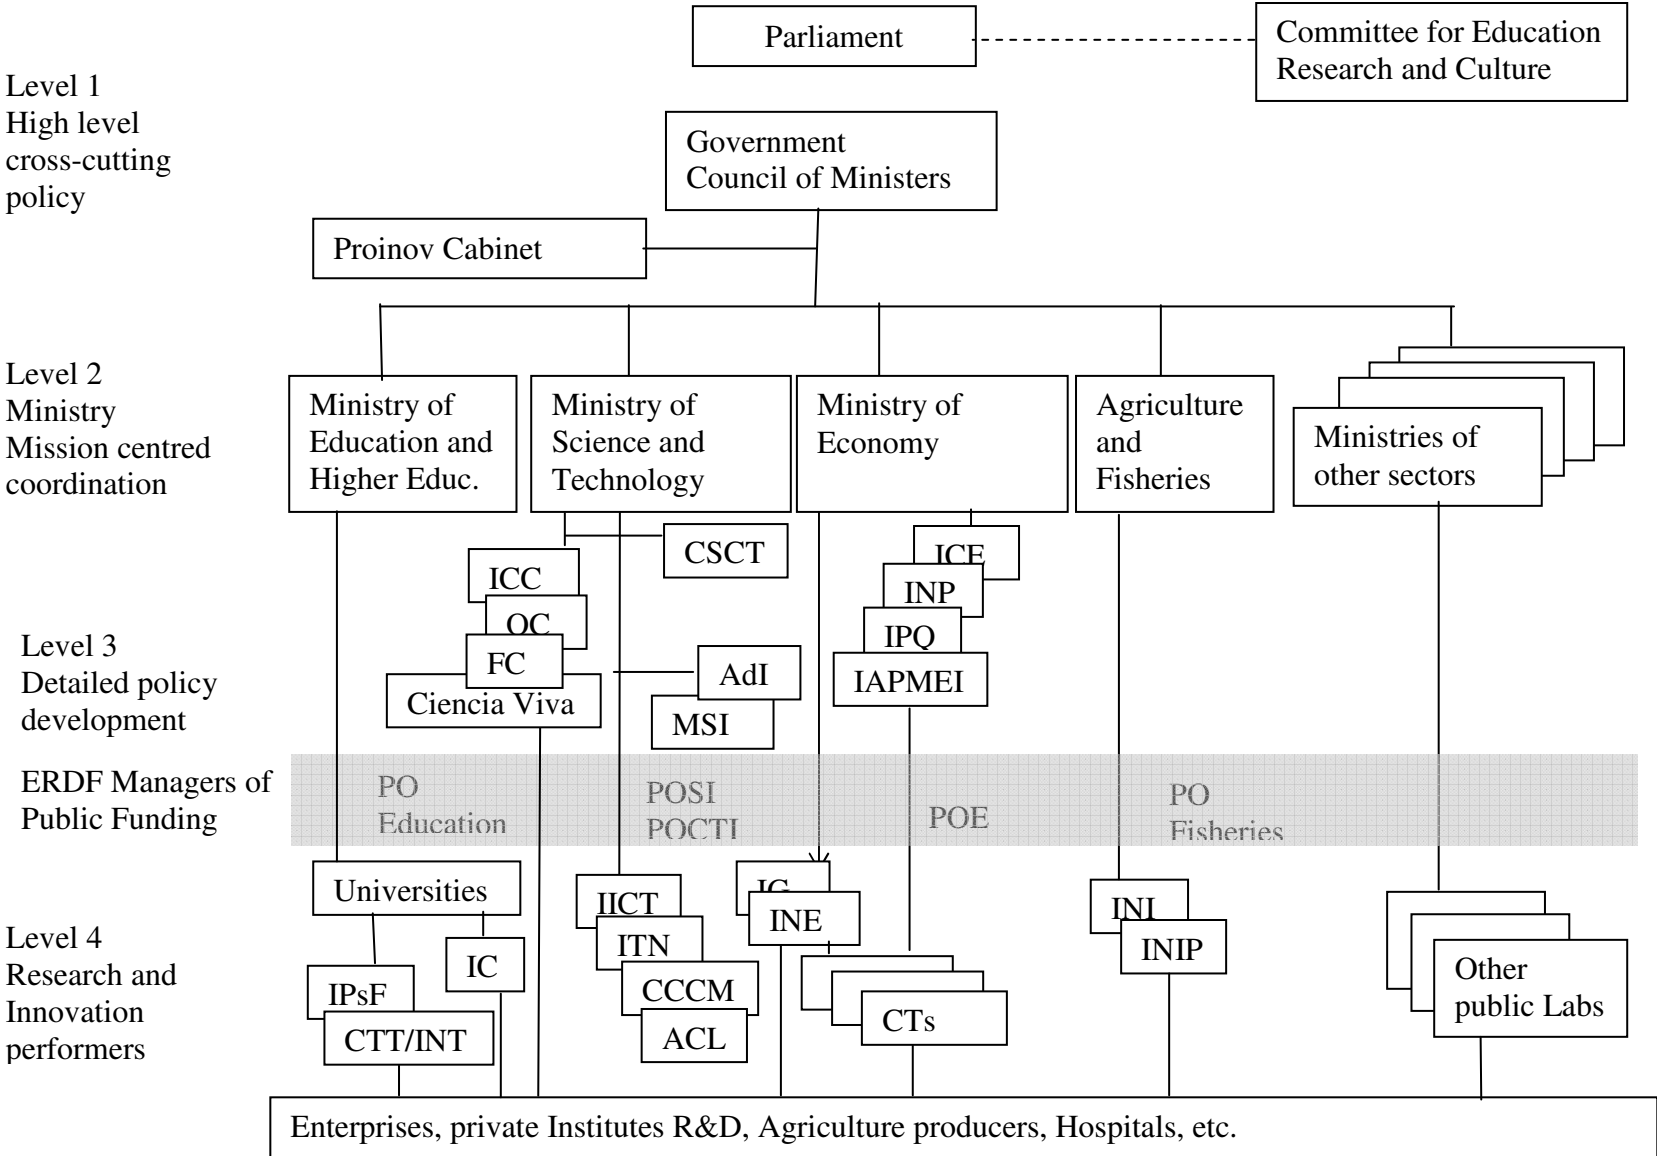 Parliament
Committee for Education
Research and Culture
Level 1
High level
cross-cutting
policy
Government
Council of Ministers
Proinov Cabinet
Level 2
Ministry
Mission centred
coordination
Ministry of
Education and
Higher Educ.
Ministry of
Science and
Technology
Ministry of
Economy
Agriculture
and
Fisheries
Ministries of
other sectors
CSCT
ICC
FC
Ciencia Viva
AdI
MSI
ICE
INP
IPQ
IAPMEI
Level 3
Detailed policy
development
ERDF Managers of
Public Funding
PO
Education
POSI
POCTI
POE
PO
Fisheries
Level 4
Research and
Innovation
performers
Universities
IC
IPsF
CTT/INT
IICT
ITN
CCCM
ACL
INE
CTs
INI
INIP
Other
public Labs
Enterprises, private Institutes R&D, Agriculture producers, Hospitals, etc.